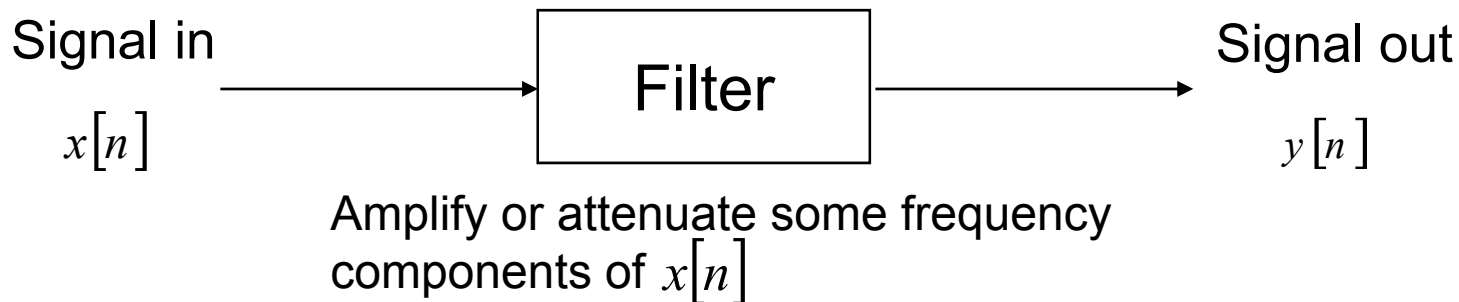 Signal in
x[n]
Filter
Signal out
y[n]
Amplify or attenuate some frequency
components of x[n]